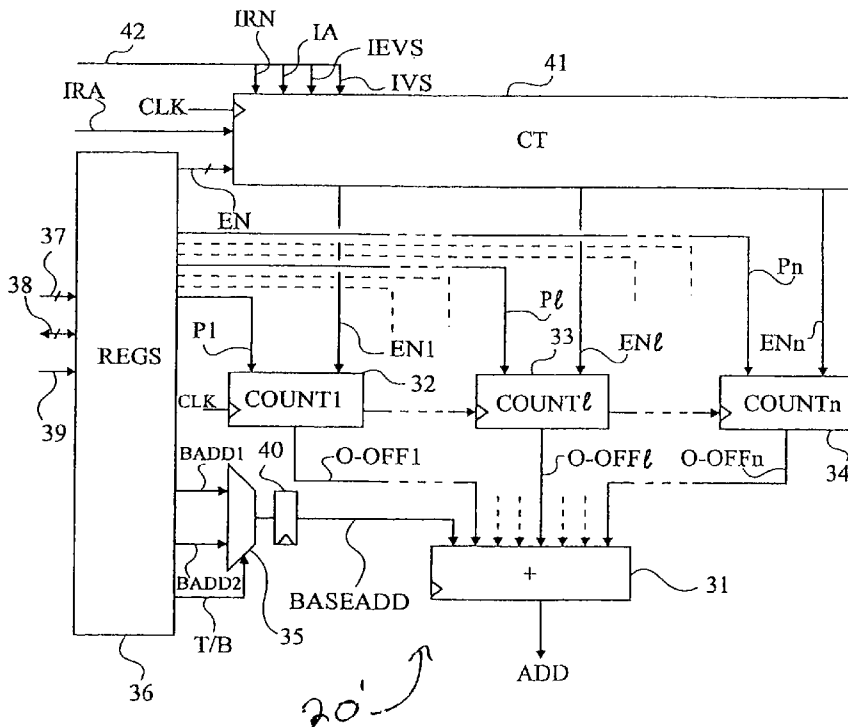 42
IRN
IA
IEVS
IVS
41
IRA
CLK
CT
EN
37
38
39
REGS
P1
EN1
Pℓ
33
ENℓ
Pn
ENn
32
CLK
COUNT1
COUNTℓ
COUNTn
34
BADD1
40
O-OFF1
O-OFFℓ
O-OFFn
BADD2
T/B
35
BASEADD
+
31
36
ADD
20'